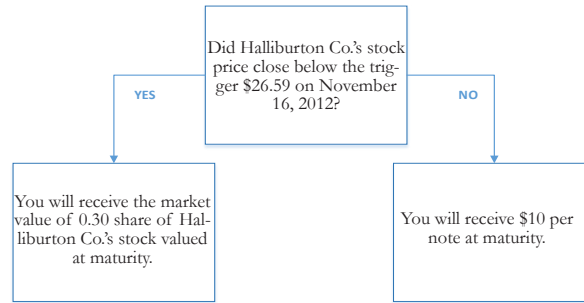 Did Halliburton Co.'s stock
price close below the trig-
ger $26.59 on November
16, 2012?
YES
NO
You will receive the market
value of 0.30 share of Hal-
liburton Co.'s stock valued
at maturity.
You will receive $10 per
note at maturity.